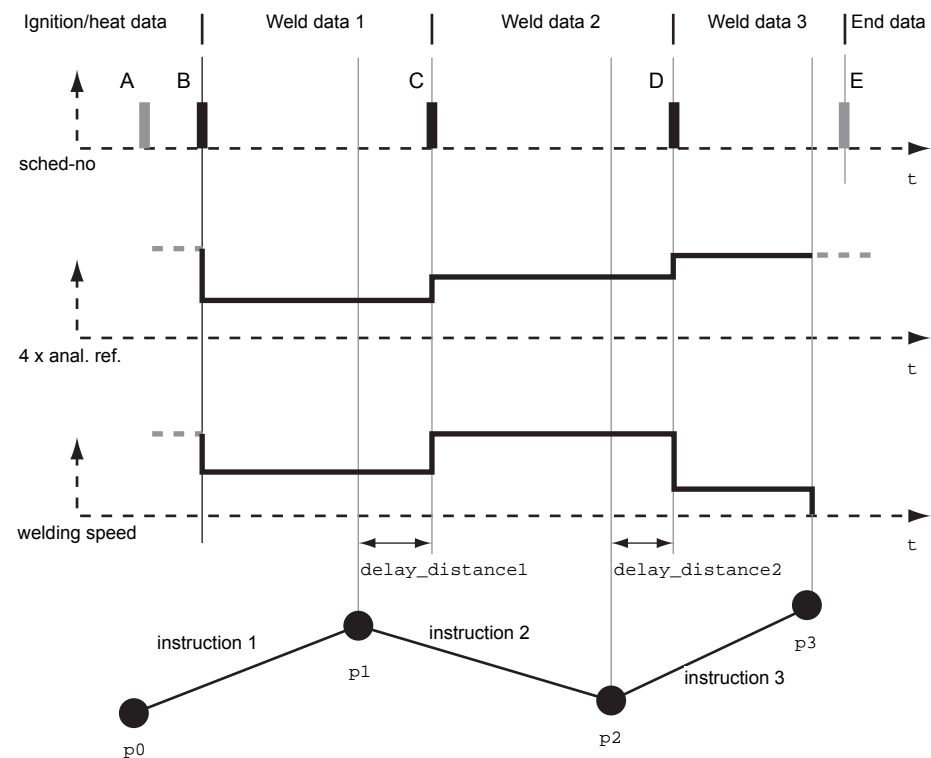 Ignition/heat data
Weld data 1
Weld data 2
Weld data 3
End data
A
B
C
D
E
sched-no
t
4 x anal. ref.
t
welding speed
t
delay_distance1
delay_distance2
instruction 1
instruction 2
instruction 3
p1
p3
p0
p2